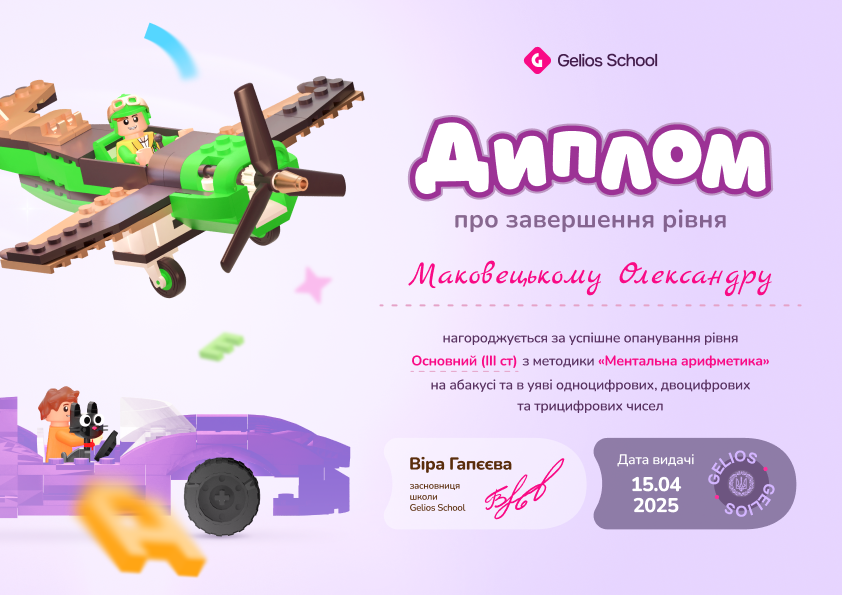 Gelios School
Диплом
про завершення рівня
Маковецькому Олександру
нагороджується за успішне опанування рівня
Основний (III ст) з методики «Ментальна арифметика»
на абакусі та в уяві одноцифрових, двоцифрових
та трицифрових чисел
Віра Гапєєва
засновниця
школи
Gelios School
Дата видачі
15.04
2025
GELIOS
GELIOS